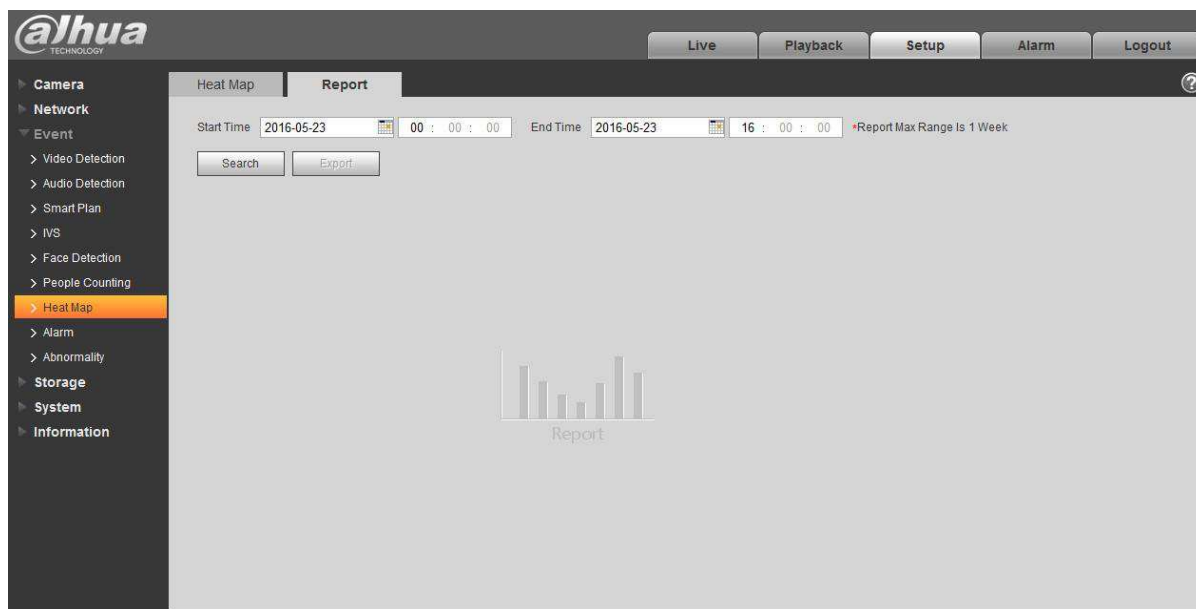 alhua
TECHNOLOGY
Live Playback Setup Alarm Logout
Camera
Network
Event
Video Detection
Audio Detection
Smart Plan
IVS
Face Detection
People Counting
Heat Map
Alarm
Abnormality
Storage
System
Information
Heat Map Report ?
Start Time 2016-05-23 00 : 00 : 00 End Time 2016-05-23 16 : 00 : 00 *Report Max Range Is 1 Week
Search Export
Report